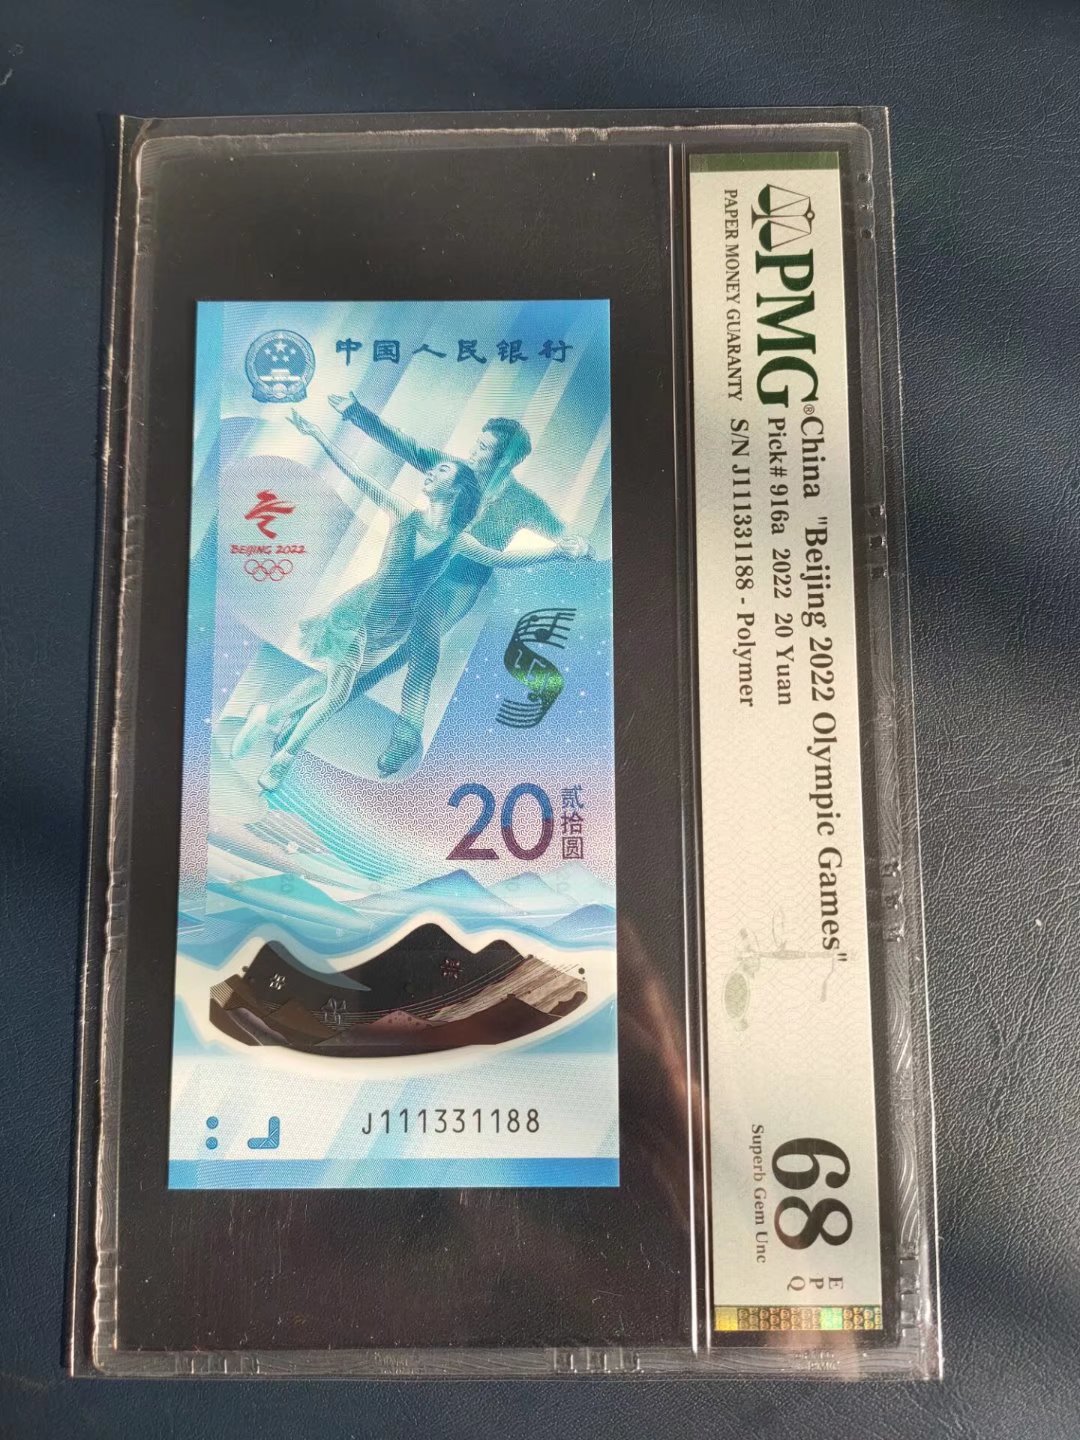 中国人民银行
BEIJING 2022
20
贰拾圆
J111331188
PMG®
PAPER MONEY GUARANTY
China "Beijing 2022 Olympic Games"
Pick# 916a 2022 20 Yuan
S/N J111331188 - Polymer
68
EPQ
Superb Gem Unc